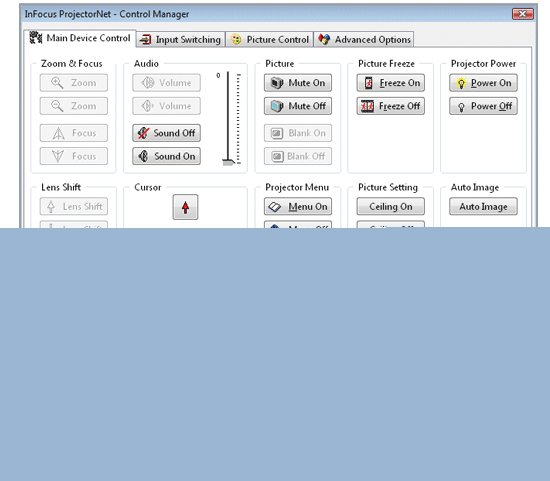 InFocus ProjectorNet - Control Manager
Main Device Control Input Switching Picture Control Advanced Options
Zoom & Focus Audio Picture Picture Freeze Projector Power
Zoom Volume Mute On Freeze On Power On
Zoom Volume Mute Off Freeze Off Power Off
Focus Sound Off Blank On
Focus Sound On Blank Off
0
Lens Shift Cursor Projector Menu Picture Setting Auto Image
Lens Shift Menu On Ceiling On Auto Image